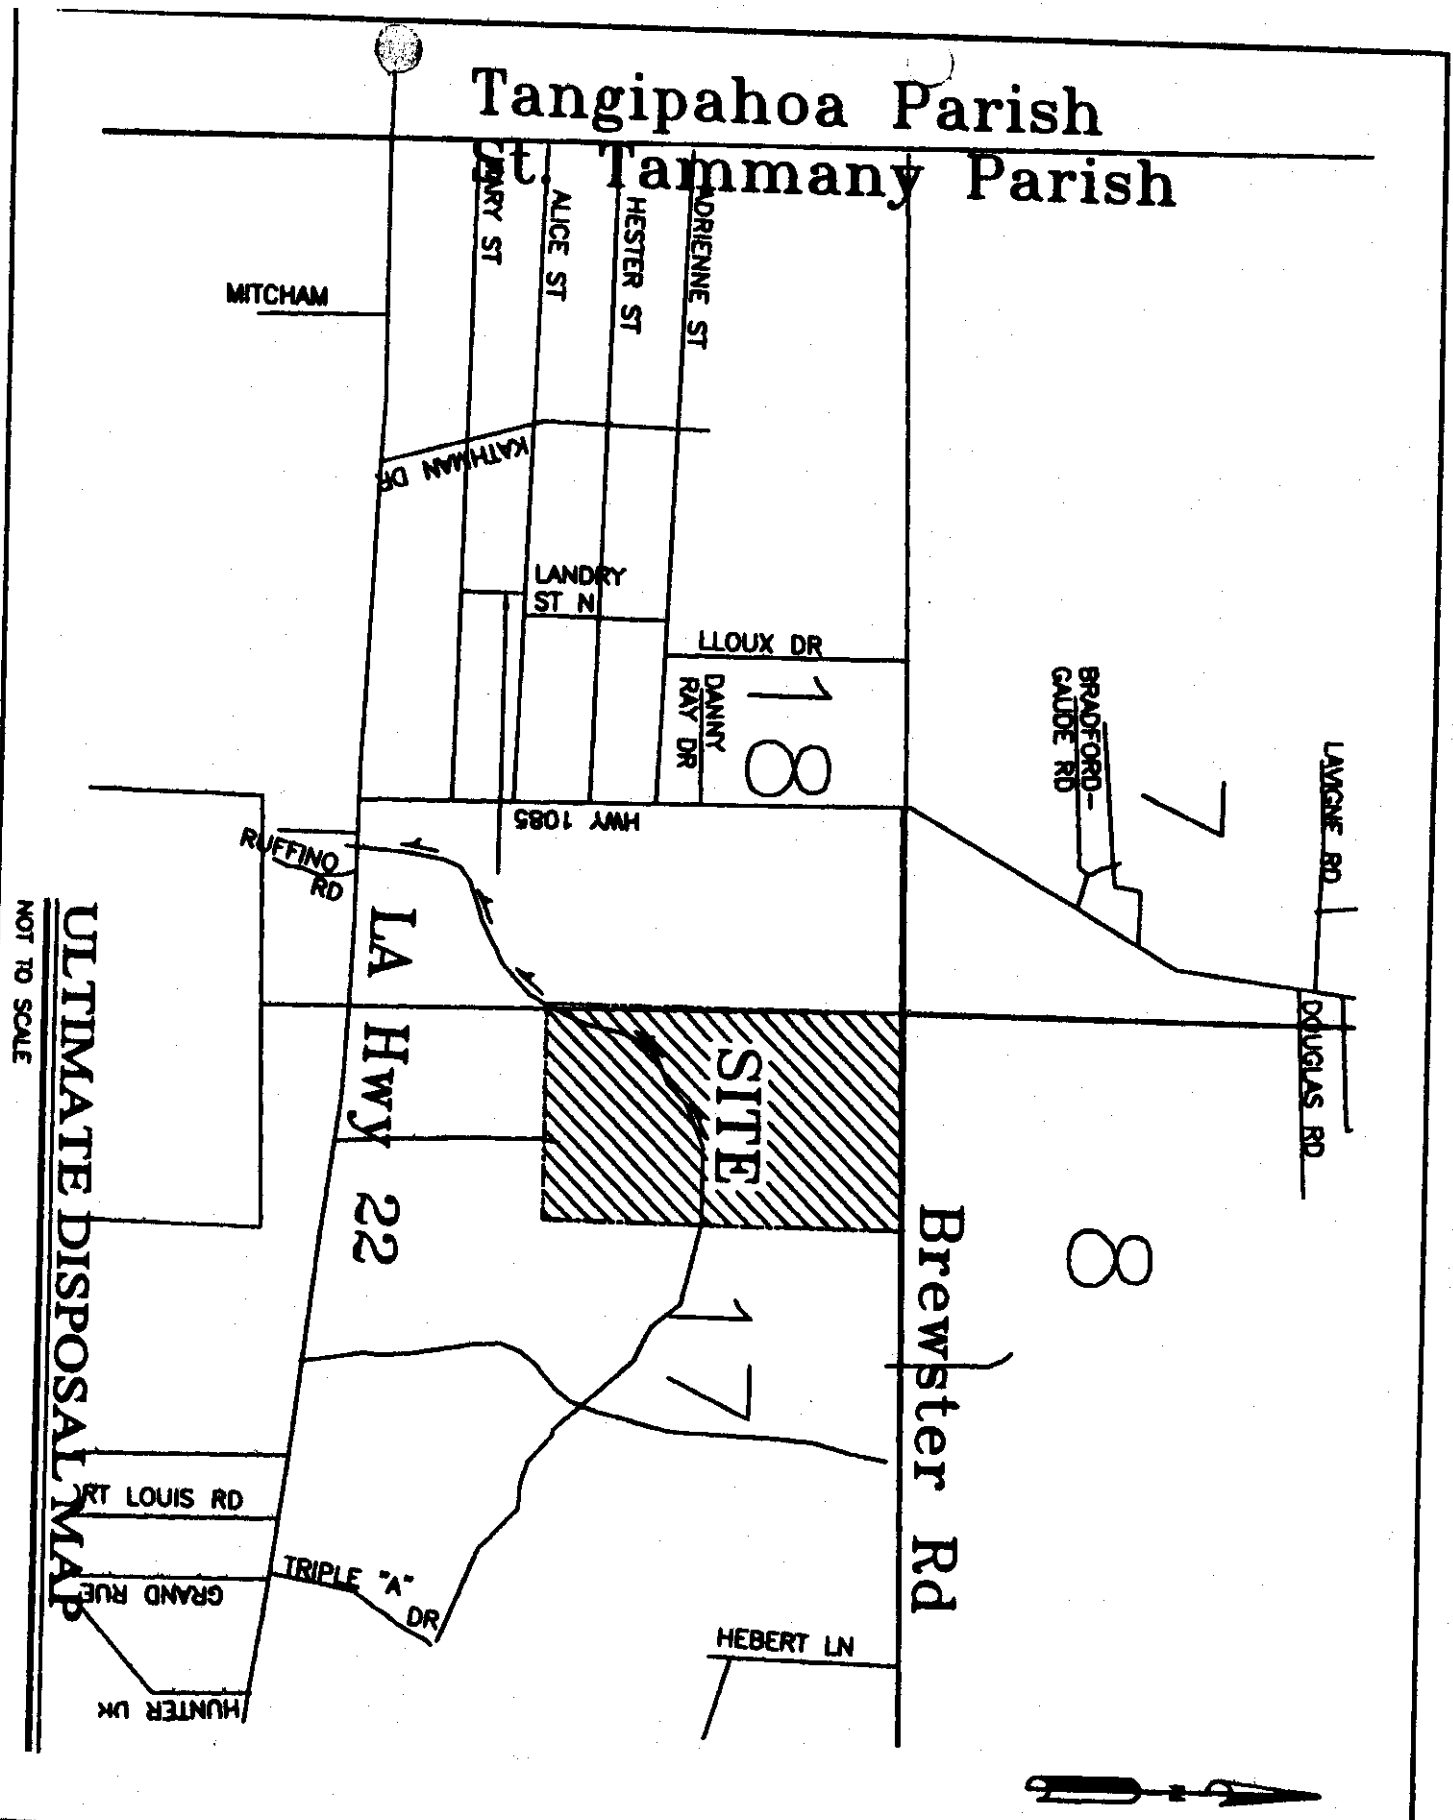 Tangipahoa Parish
St. Tammany Parish
MARY ST
ALICE ST
HESTER ST
ADRIENNE ST
MITCHAM
KATHMAN DR
LANDRY
ST N
LLOUX DR
DANNY
RAY DR
18
HWY 1085
BRADFORD-
GAUDE RD
7
LAVIGNE RD
DOUGLAS RD
RUFFINO
RD
LA Hwy 22
SITE
Brewster Rd
8
17
RT LOUIS RD
GRAND RUE
TRIPLE "A"
DR
HUNTER
HEBERT LN
N
ULTIMATE DISPOSAL MAP
NOT TO SCALE